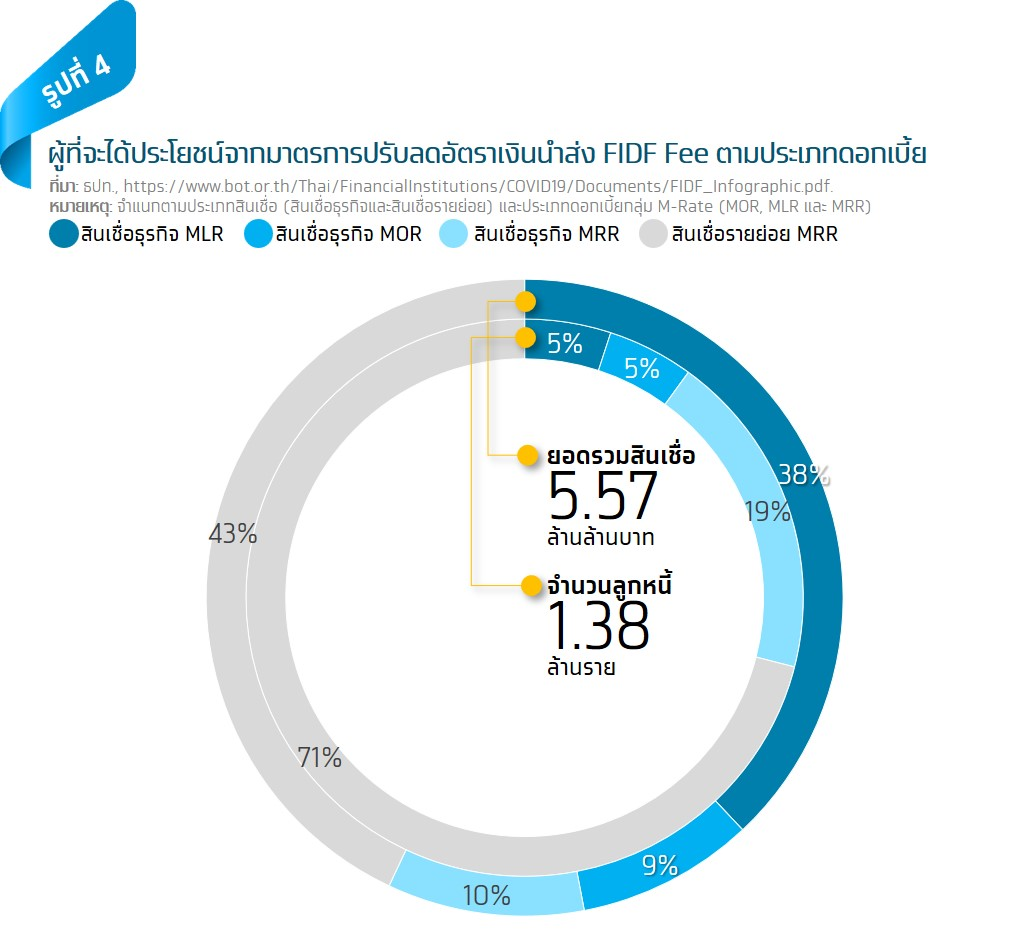 รูปที่ 4
ผู้ที่จะได้ประโยชน์จากมาตรการปรับลดอัตราเงินนำส่ง FIDF Fee ตามประเภทดอกเบี้ย
ที่มา: ธปท., https://www.bot.or.th/Thai/FinancialInstitutions/COVID19/Documents/FIDF_Infographic.pdf.
หมายเหตุ: จำแนกตามประเภทสินเชื่อ (สินเชื่อธุรกิจและสินเชื่อรายย่อย) และประเภทดอกเบี้ยกลุ่ม M-Rate (MOR, MLR และ MRR)
สินเชื่อธุรกิจ MLR สินเชื่อธุรกิจ MOR สินเชื่อธุรกิจ MRR สินเชื่อรายย่อย MRR
5%
5%
ยอดรวมสินเชื่อ
38%
5.57
19%
43%
ล้านล้านบาท
จำนวนลูกหนี้
1.38
ล้านราย
71%
9%
10%